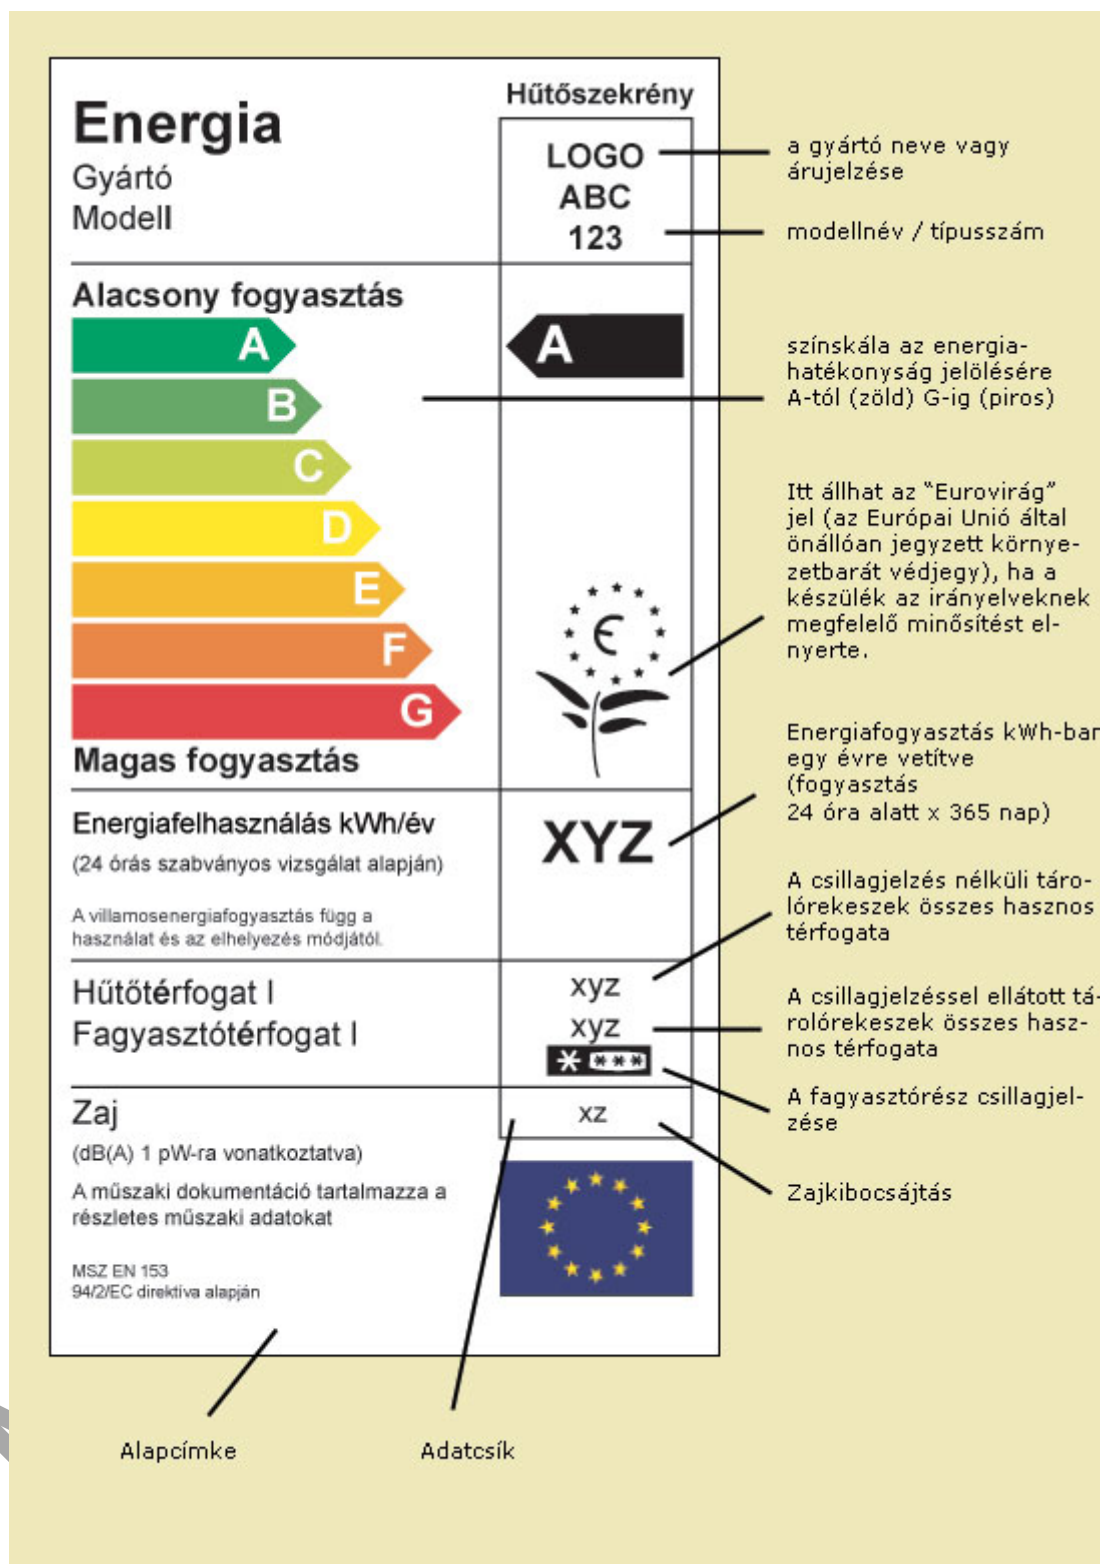 Hűtőszekrény
Energia
Gyártó
Modell
LOGO
ABC
123
a gyártó neve vagy
árujelzése
modellnév / típusszám
Alacsony fogyasztás
A
B
C
D
E
F
G
Magas fogyasztás
A
színskála az energia-
hatékonyság jelölésére
A-tól (zöld) G-ig (piros)
Itt állhat az "Eurovirág"
jel (az Európai Unió által
önállóan jegyzett környe-
zetbarát védjegy), ha a
készülék az irányelveknek
megfelelő minősítést el-
nyerte.
Energiafelhasználás kWh/év
(24 órás szabványos vizsgálat alapján)
A villamosenergiafogyasztás függ a
használat és az elhelyezés módjától.
XYZ
Energiafogyasztás kWh-ban
egy évre vetítve
(fogyasztás
24 óra alatt x 365 nap)
Hűtőtérfogat l
Fagyasztótérfogat l
xyz
xyz
A csillagjelzés nélküli táro-
lórekeszek összes hasznos
térfogata
A csillagjelzéssel ellátott tá-
rolórekeszek összes hasz-
nos térfogata
A fagyasztórész csillagjel-
zése
Zaj
(dB(A) 1 pW-ra vonatkoztatva)
xz
Zajkibocsájtás
A műszaki dokumentáció tartalmazza a
részletes műszaki adatokat
MSZ EN 153
94/2/EC direktíva alapján
Alapcímke
Adatcsík